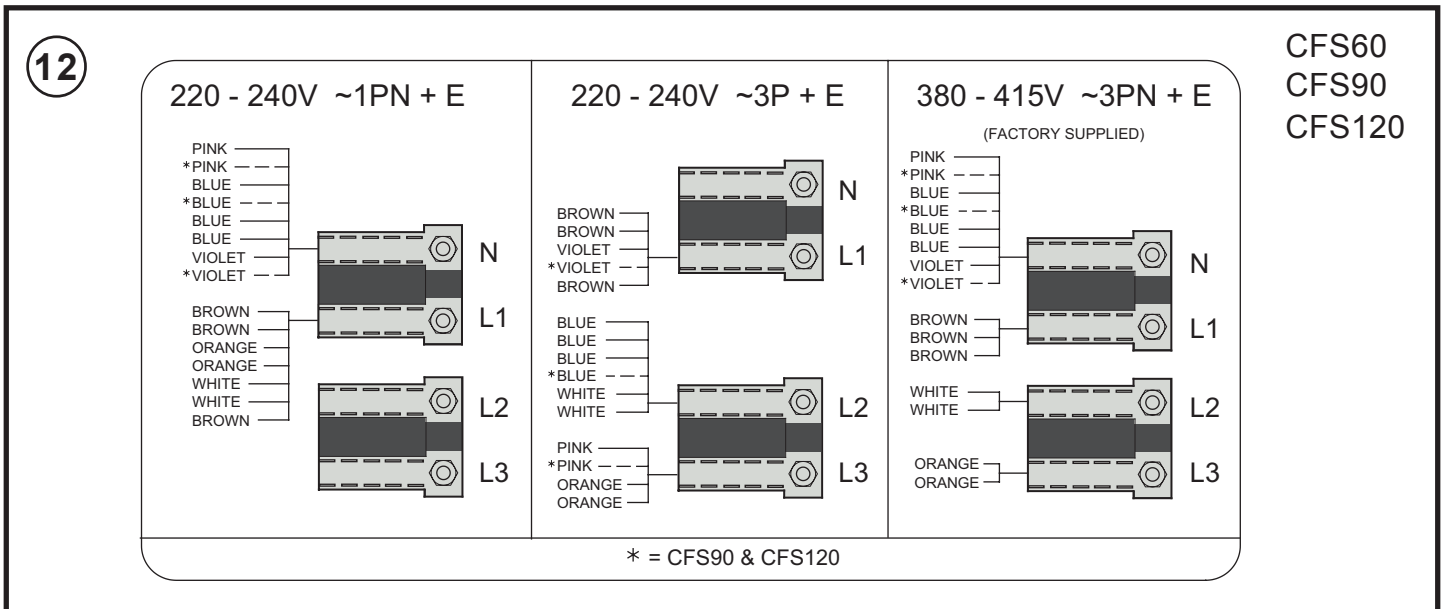 12
CFS60
CFS90
CFS120
220 - 240V ~1PN + E
PINK
*PINK
BLUE
*BLUE
BLUE
BLUE
VIOLET
*VIOLET
N
BROWN
BROWN
ORANGE
ORANGE
WHITE
WHITE
BROWN
L1
L2
L3
220 - 240V ~3P + E
N
BROWN
BROWN
VIOLET
*VIOLET
BROWN
L1
BLUE
BLUE
BLUE
*BLUE
WHITE
WHITE
L2
PINK
*PINK
ORANGE
ORANGE
L3
380 - 415V ~3PN + E
(FACTORY SUPPLIED)
PINK
*PINK
BLUE
*BLUE
BLUE
BLUE
VIOLET
*VIOLET
N
BROWN
BROWN
BROWN
L1
WHITE
WHITE
L2
ORANGE
ORANGE
L3
* = CFS90 & CFS120